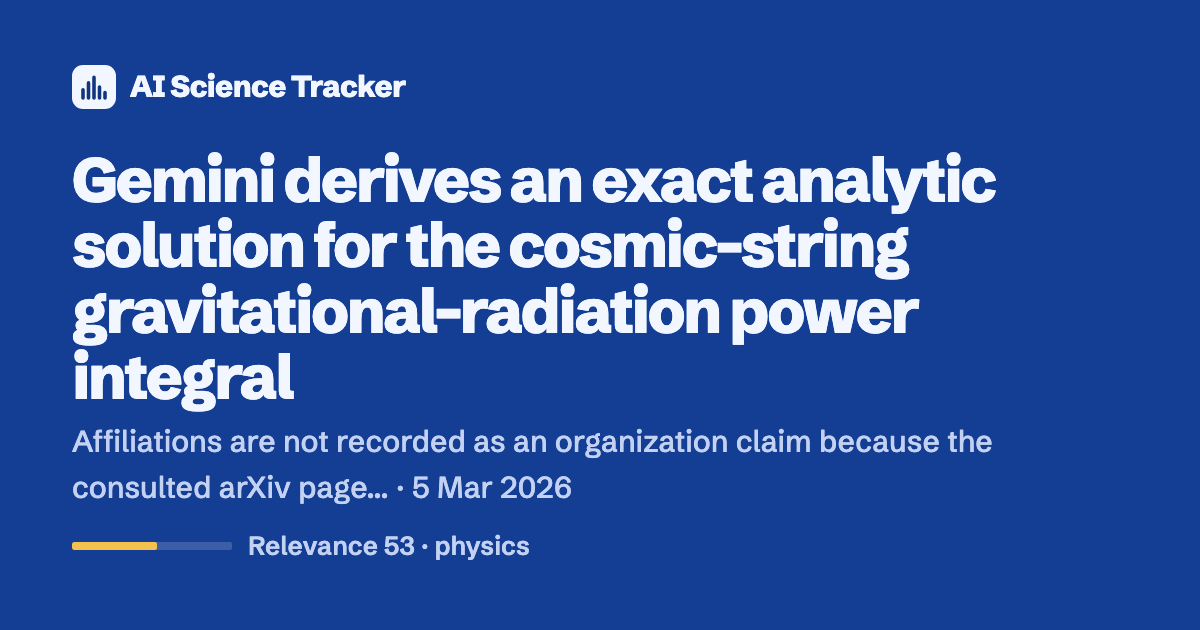 AI Science Tracker
Gemini derives an exact analytic
solution for the cosmic-string
gravitational-radiation power
integral
Affiliations are not recorded as an organization claim because the
consulted arXiv page... · 5 Mar 2026
Relevance 53 · physics